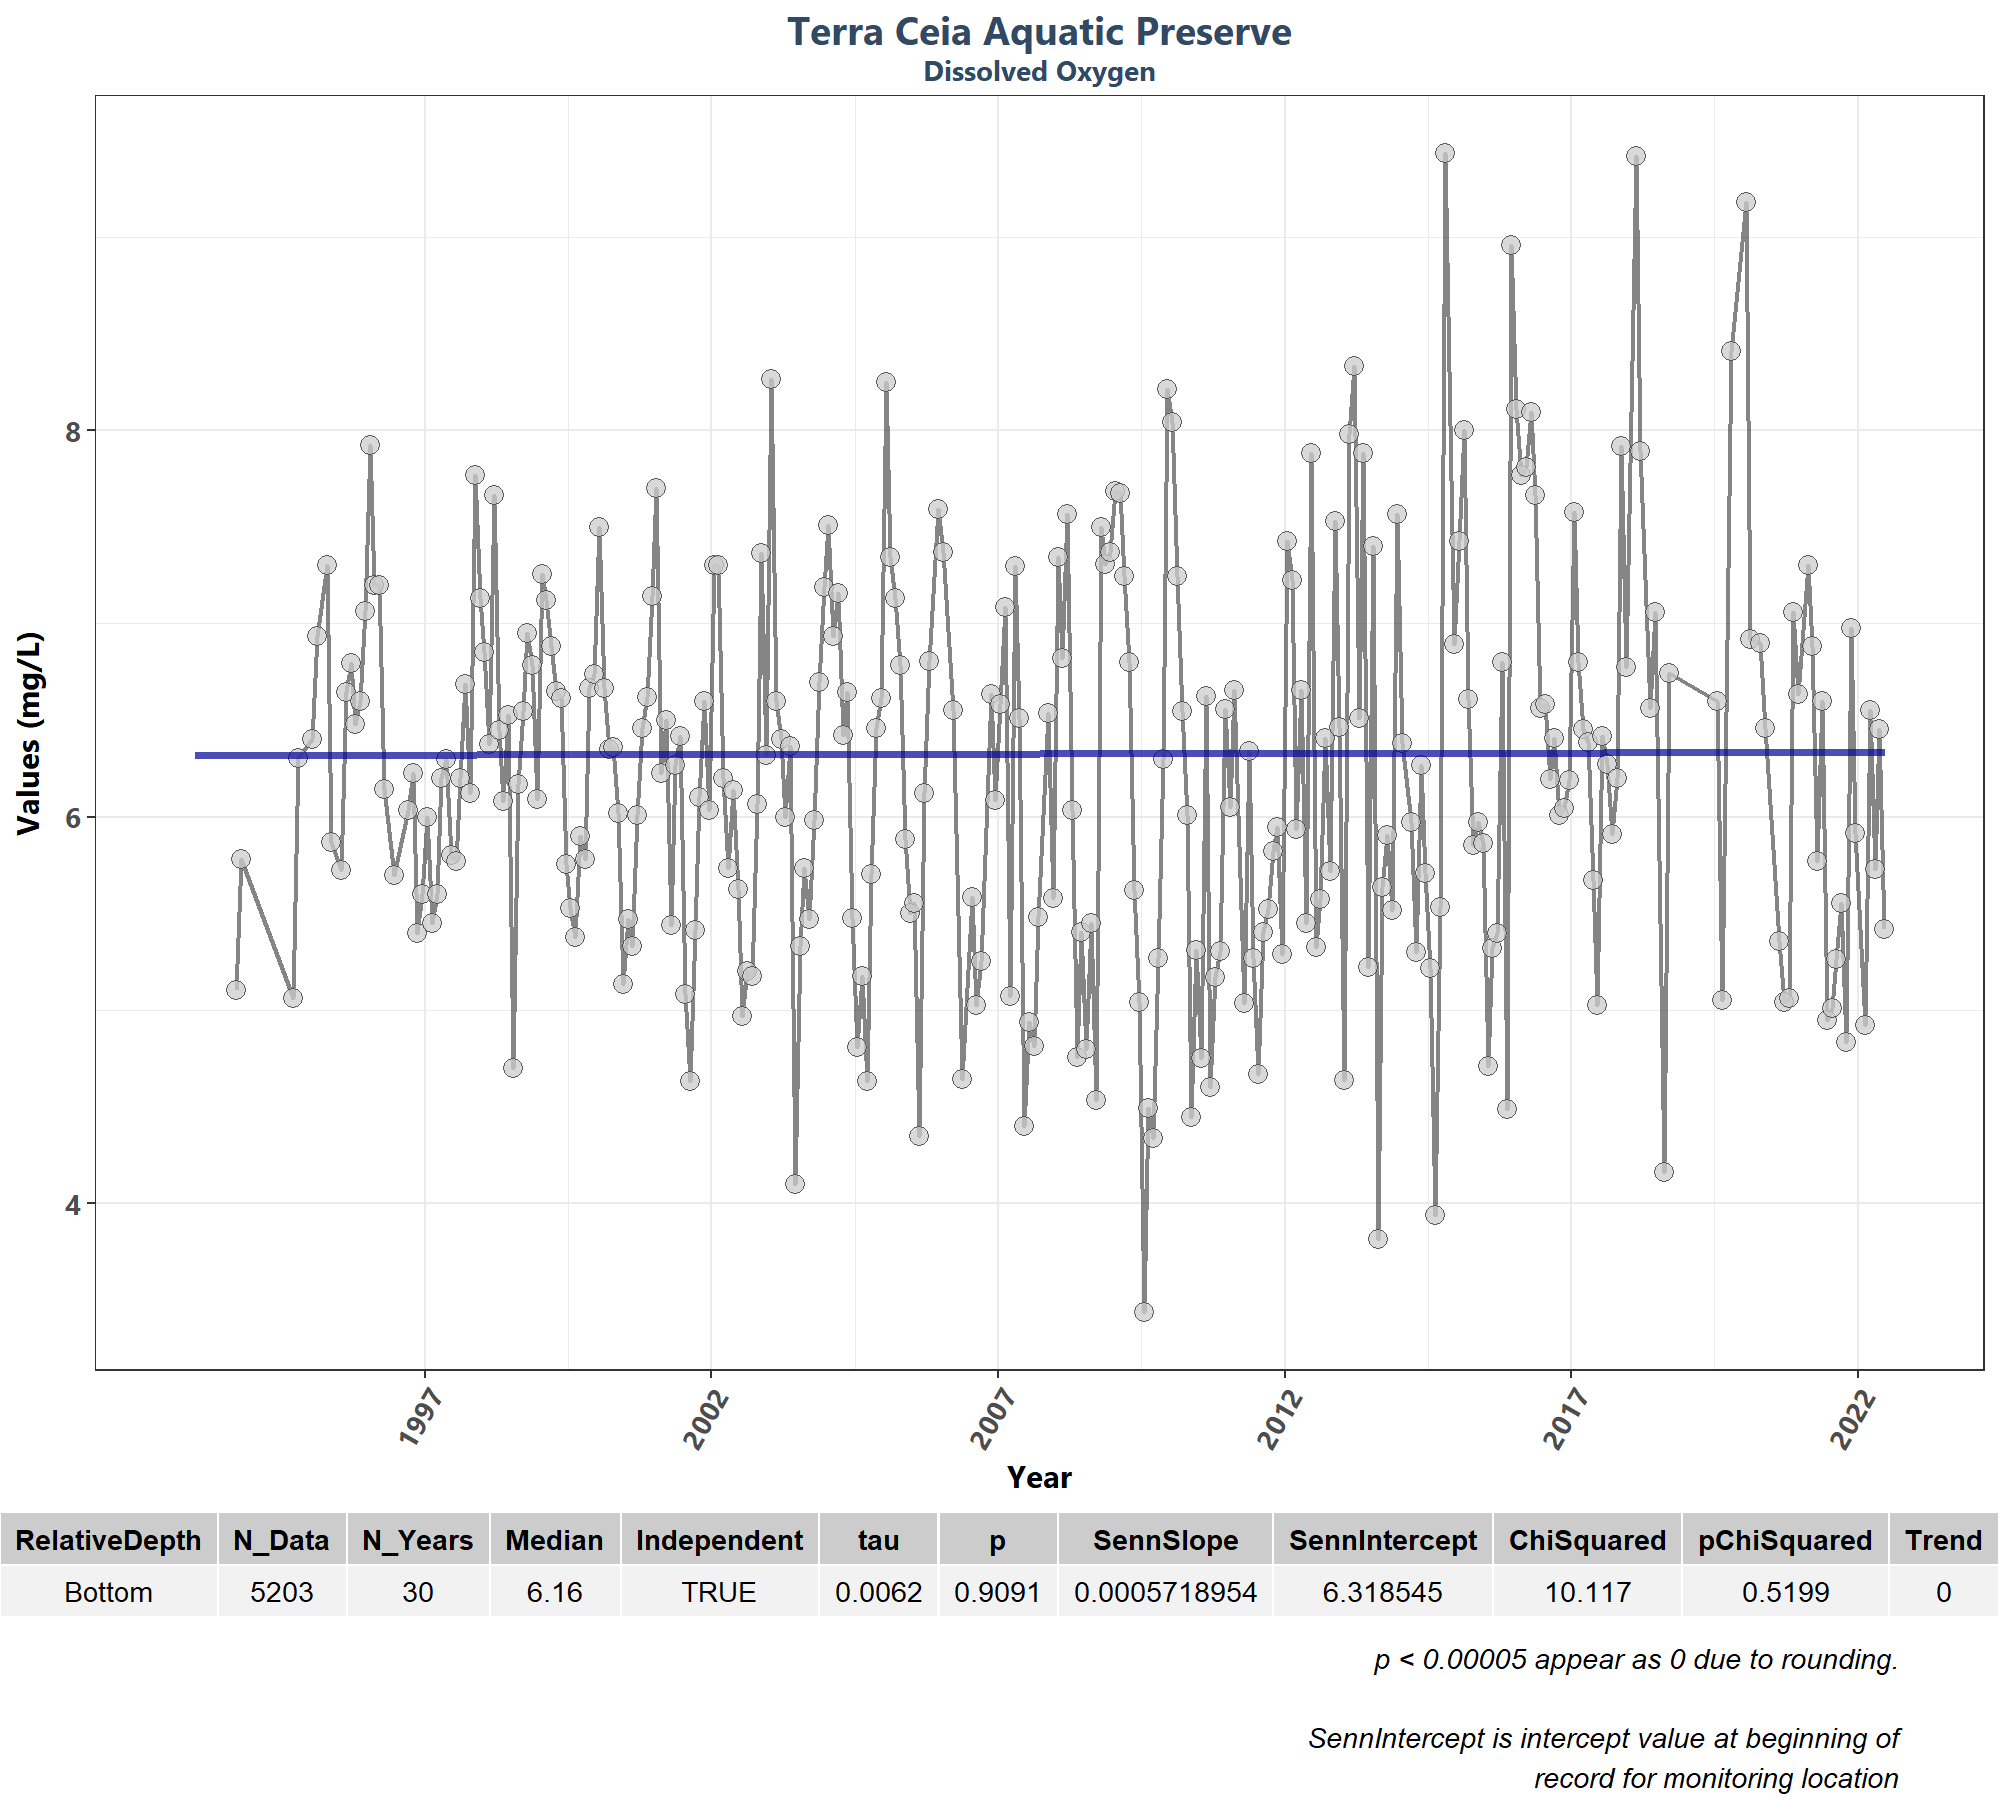 Terra Ceia Aquatic Preserve
Dissolved Oxygen
Values (mg/L)
8
6
4
1997
2002
2007
2012
2017
2022
Year
RelativeDepth N_Data N_Years Median Independent tau p SennSlope SennIntercept ChiSquared pChiSquared Trend
Bottom 5203 30 6.16 TRUE 0.0062 0.9091 0.0005718954 6.318545 10.117 0.5199 0
p < 0.00005 appear as 0 due to rounding.
SennIntercept is intercept value at beginning of
record for monitoring location